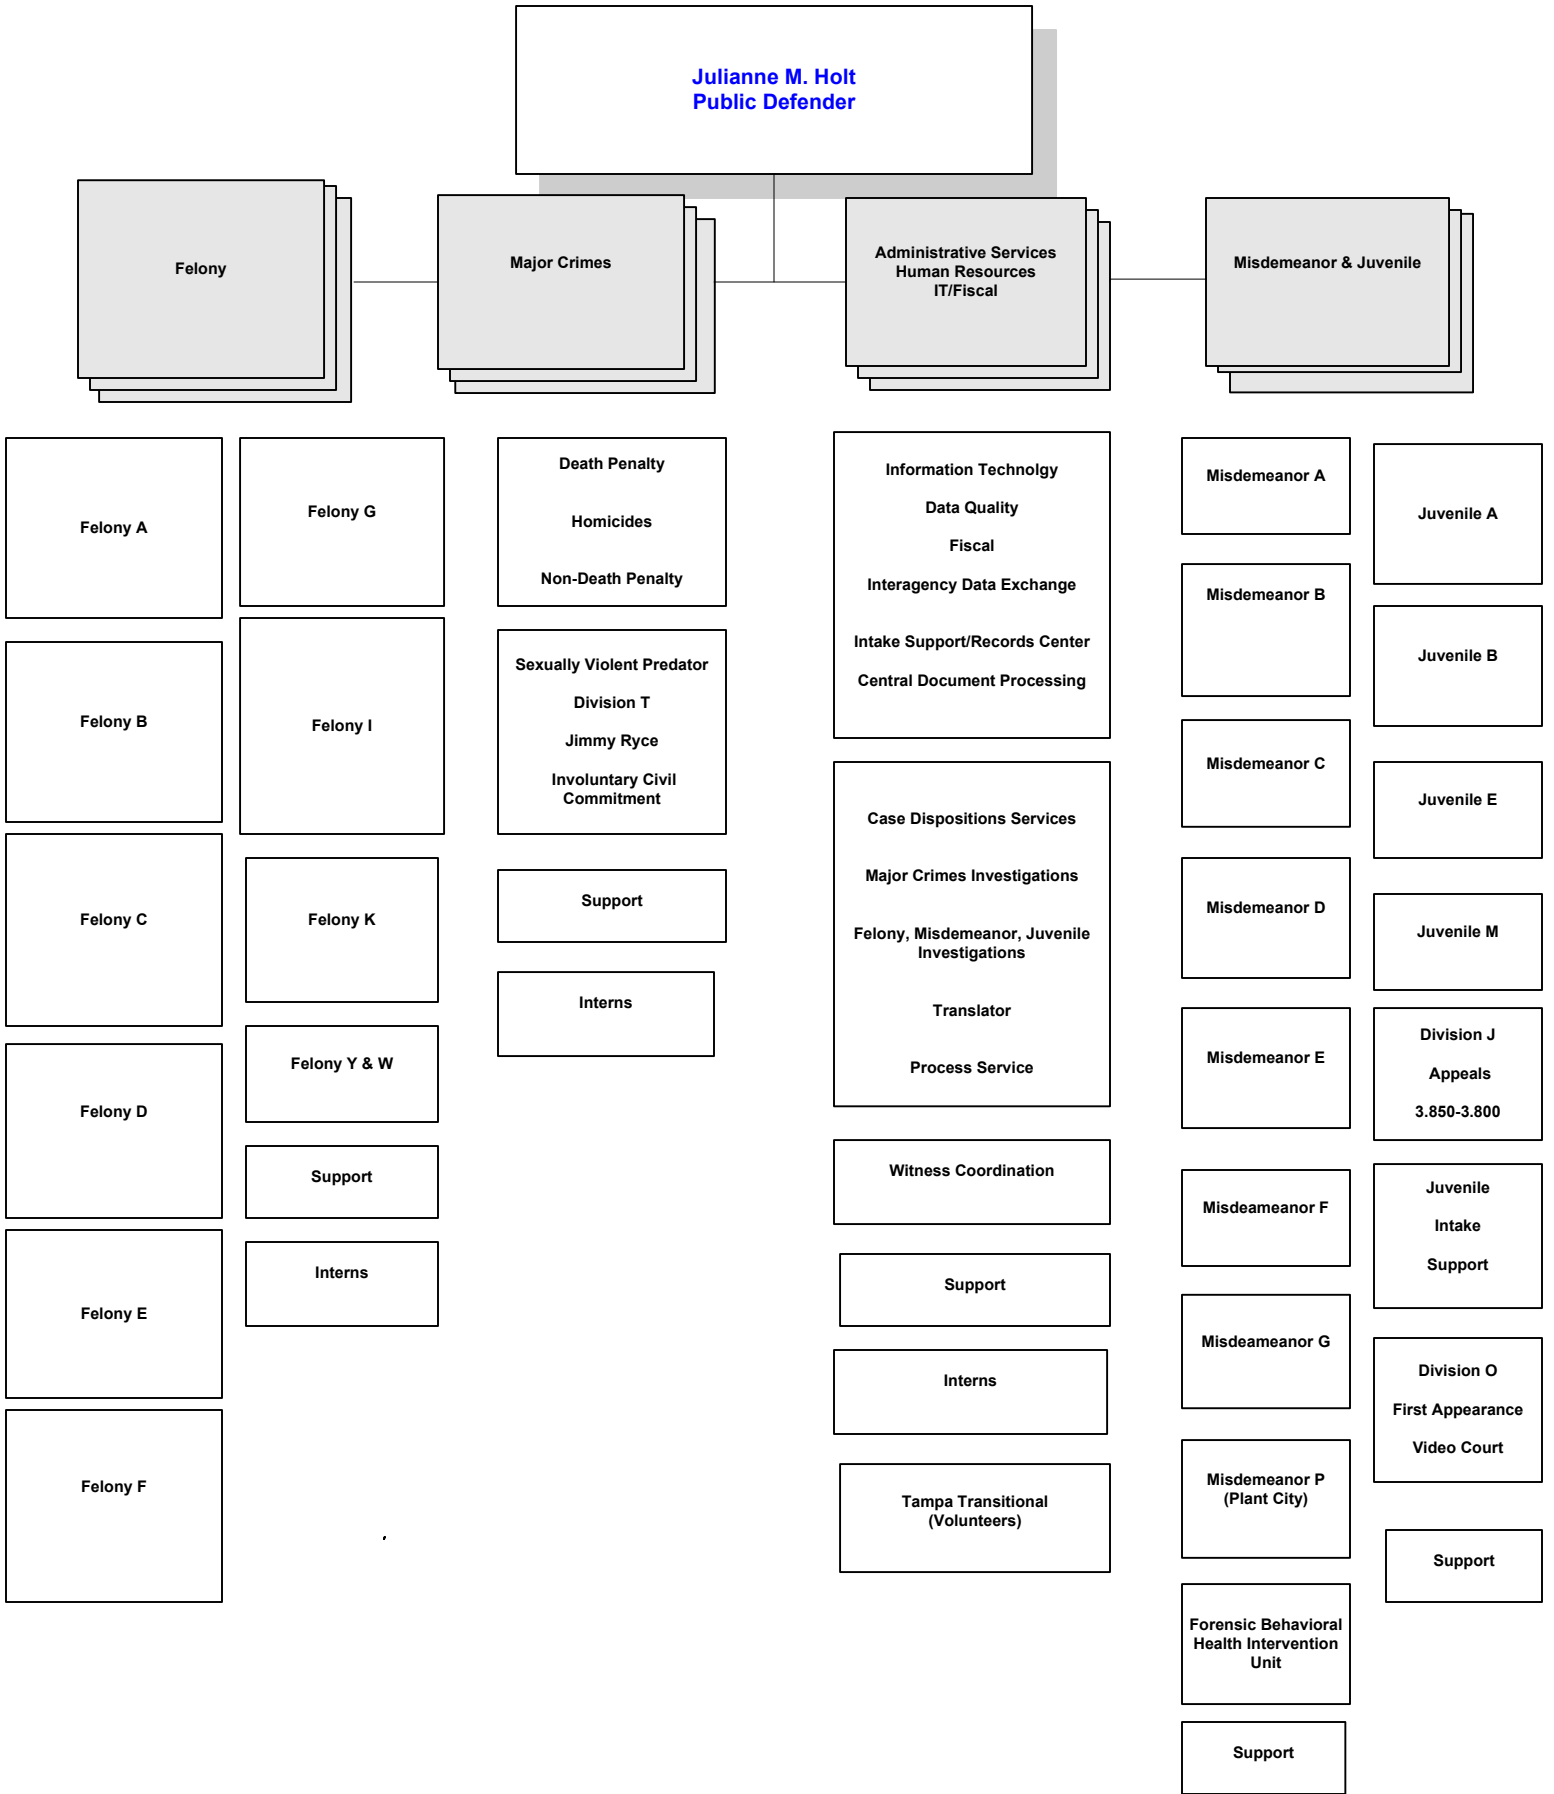 Julianne M. Holt
Public Defender
Felony
Major Crimes
Administrative Services
Human Resources
IT/Fiscal
Misdemeanor & Juvenile
Felony A
Felony B
Felony C
Felony D
Felony E
Felony F
Felony G
Felony I
Felony K
Felony Y & W
Support
Interns
Death Penalty
Homicides
Non-Death Penalty
Sexually Violent Predator
Division T
Jimmy Ryce
Involuntary Civil
Commitment
Support
Interns
Information Technolgy
Data Quality
Fiscal
Interagency Data Exchange
Intake Support/Records Center
Central Document Processing
Case Dispositions Services
Major Crimes Investigations
Felony, Misdemeanor, Juvenile
Investigations
Translator
Process Service
Witness Coordination
Support
Interns
Tampa Transitional
(Volunteers)
Misdemeanor A
Misdemeanor B
Misdemeanor C
Misdemeanor D
Misdemeanor E
Misdeameanor F
Misdeameanor G
Misdemeanor P
(Plant City)
Forensic Behavioral
Health Intervention
Unit
Support
Juvenile A
Juvenile B
Juvenile E
Juvenile M
Division J
Appeals
3.850-3.800
Juvenile
Intake
Support
Division O
First Appearance
Video Court
Support